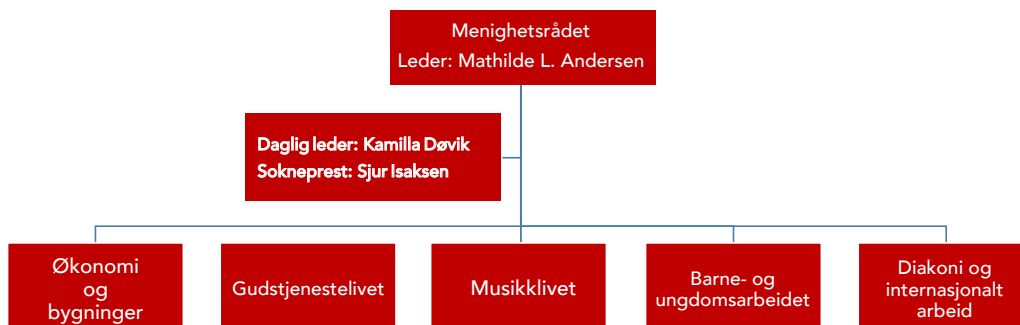 Menighetsrådet
Leder: Mathilde L. Andersen
Daglig leder: Kamilla Døvik
Sokneprest: Sjur Isaksen
Økonomi
og
bygninger
Gudstjenestelivet
Musikklivet
Barne- og
ungdomsarbeidet
Diakoni og
internasjonalt
arbeid